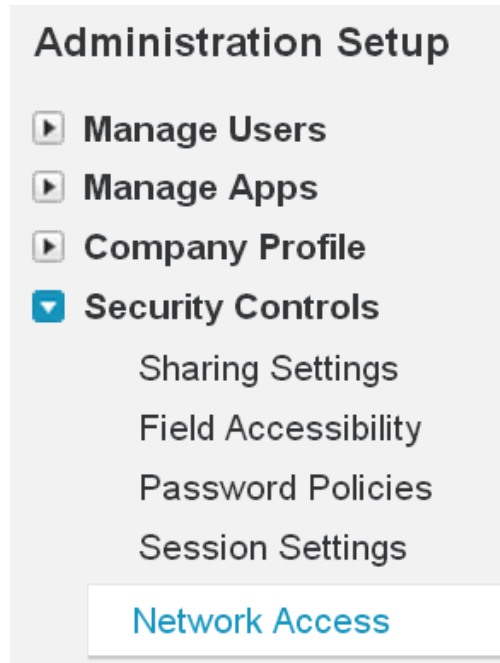 Administration Setup
Manage Users
Manage Apps
Company Profile
Security Controls
Sharing Settings
Field Accessibility
Password Policies
Session Settings
Network Access